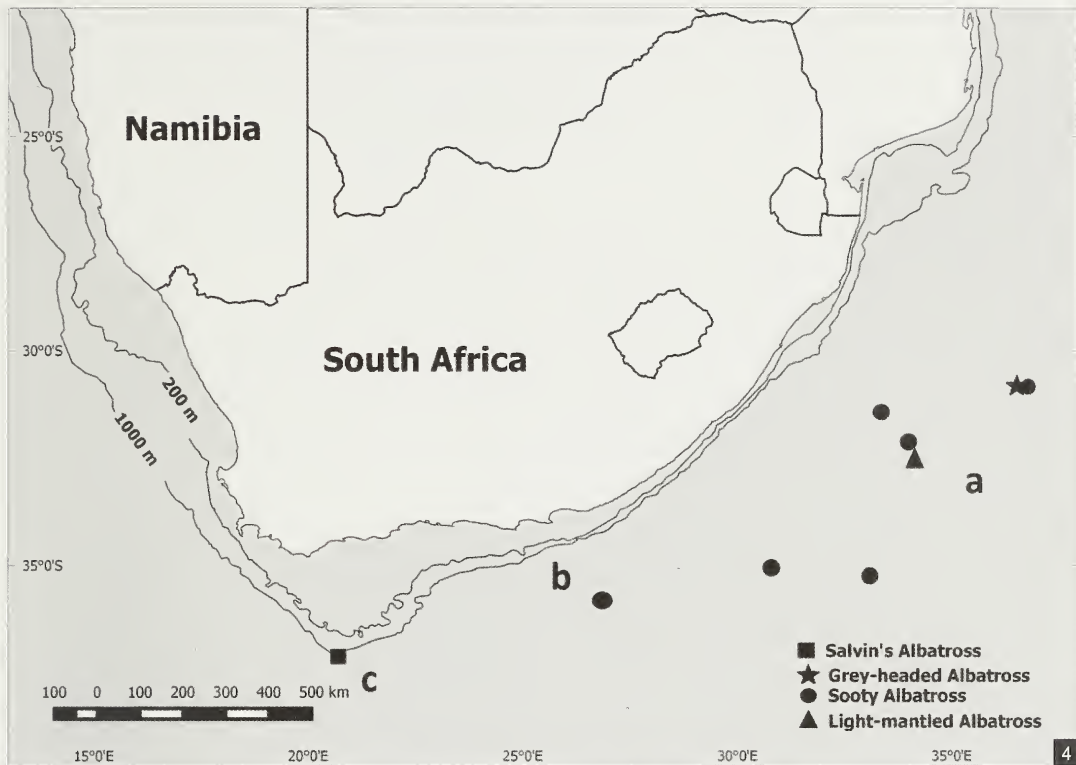 Namibia
25°0'S
30°0'S
South Africa
200 m
1000 m
a
35°0'S
b
c
Salvin's Albatross
Grey-headed Albatross
Sooty Albatross
Light-mantled Albatross
100 0 100 200 300 400 500 km
15°0'E 20°0'E 25°0'E 30°0'E 35°0'E
4